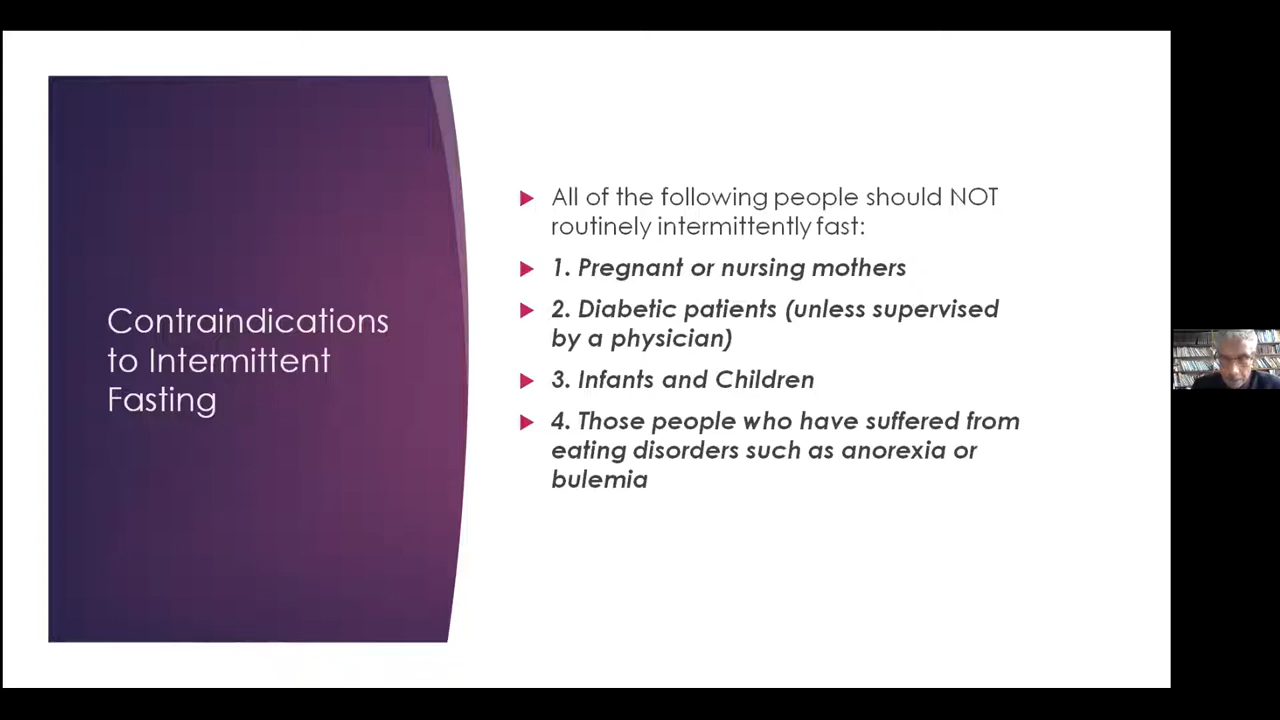 Contraindications
to Intermittent
Fasting
All of the following people should NOT
routinely intermittently fast:
1. Pregnant or nursing mothers
2. Diabetic patients (unless supervised
by a physician)
3. Infants and Children
4. Those people who have suffered from
eating disorders such as anorexia or
bulemia